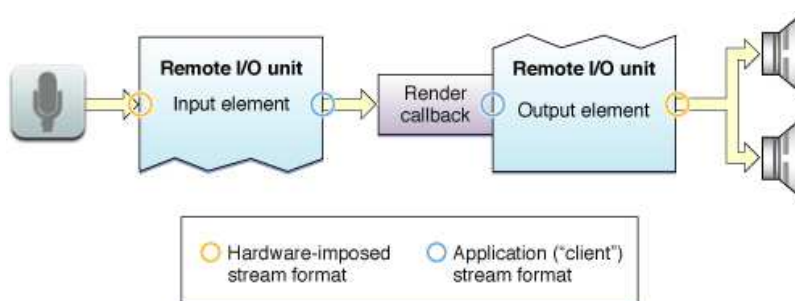 Remote I/O unit
Input element
Render
callback
Remote I/O unit
Output element
Hardware-imposed
stream format
Application (“client”)
stream format